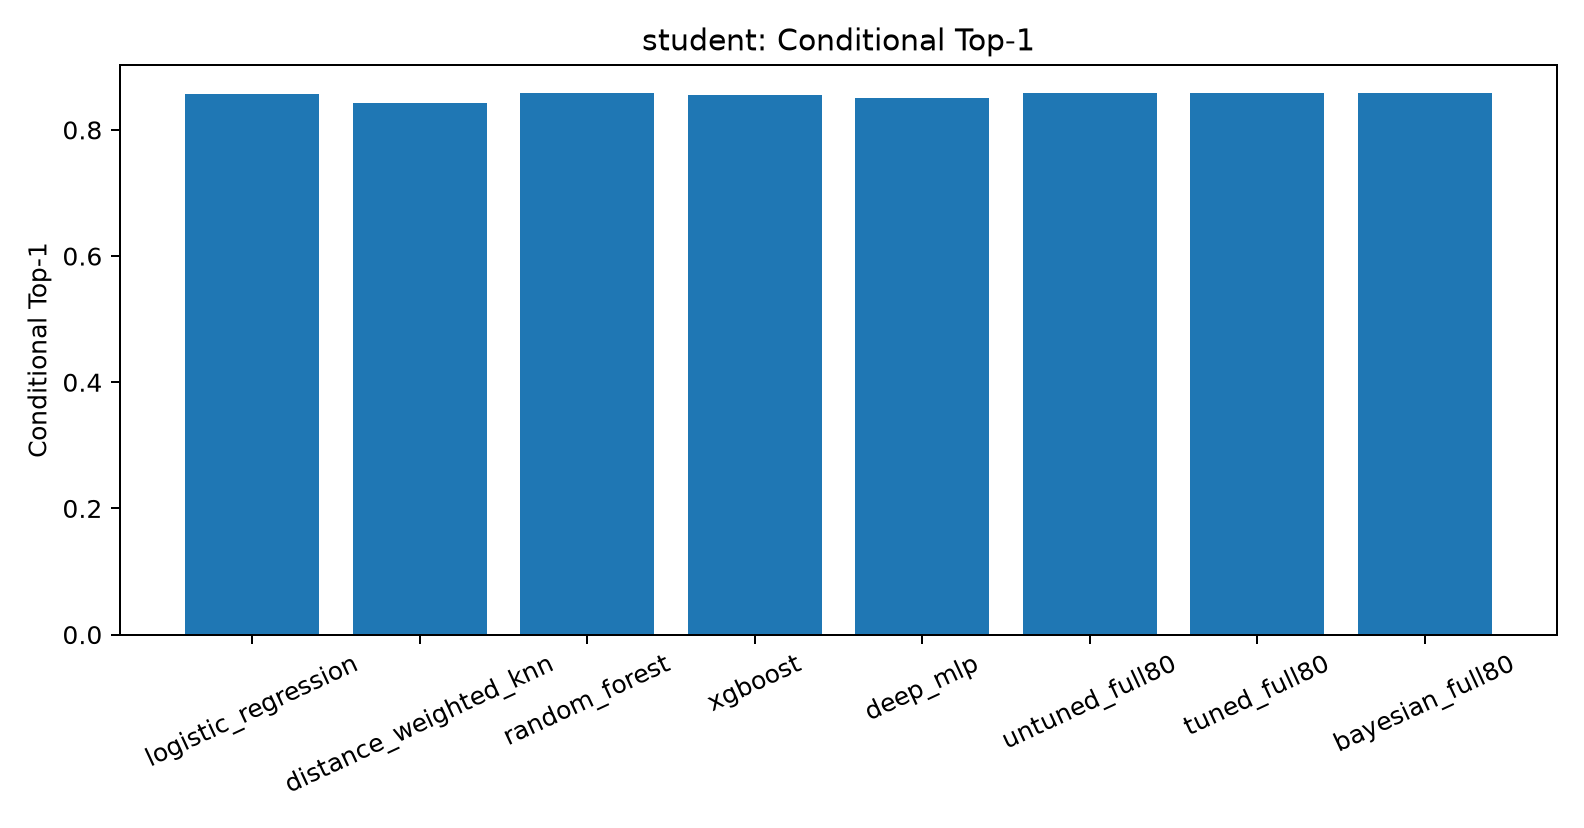 student: Conditional Top-1
Conditional Top-1
0.8
0.6
0.4
0.2
0.0
logistic_regression
distance_weighted_knn
random_forest
xgboost
deep_mlp
untuned_full80
tuned_full80
bayesian_full80